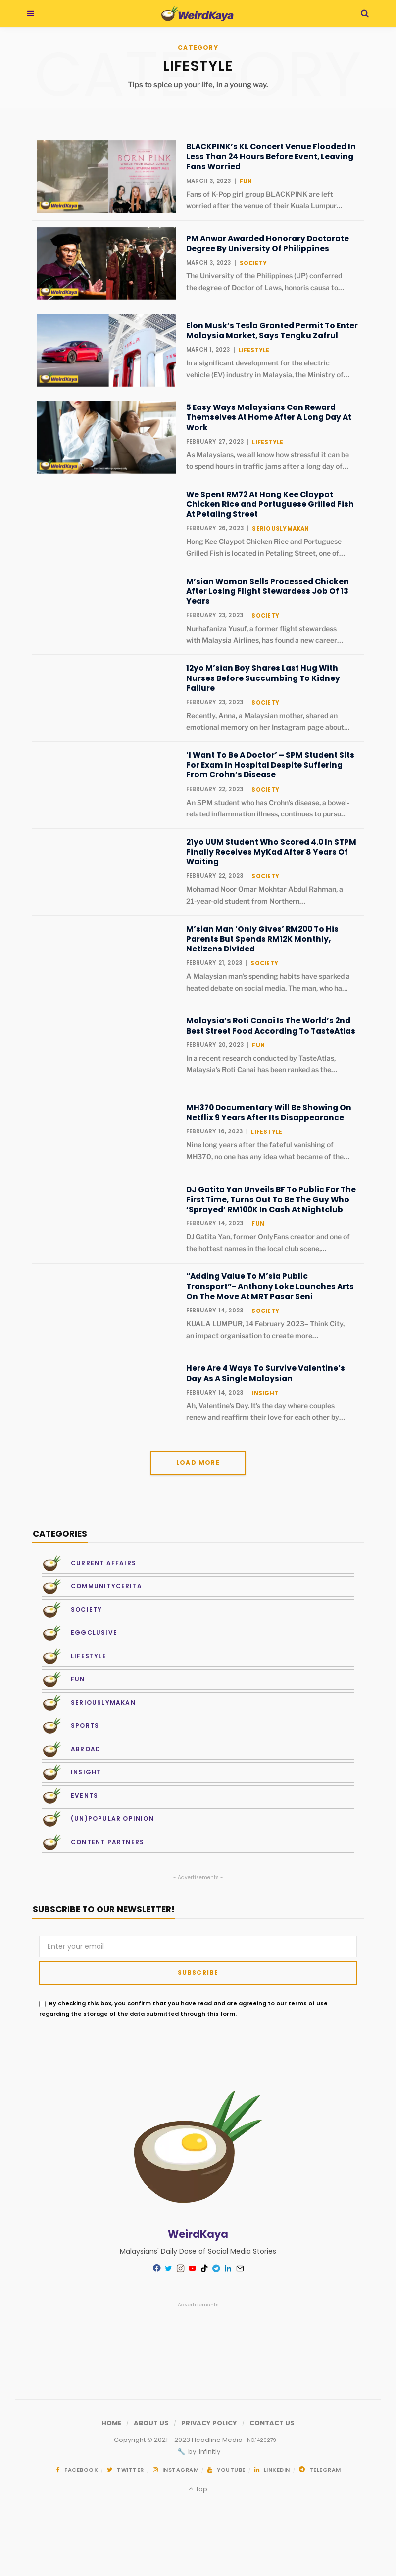 WeirdKaya
CATEGORY
CATEGORY
LIFESTYLE
Tips to spice up your life, in a young way.
BORN PINK
WeirdKaya
BLACKPINK’s KL Concert Venue Flooded In
Less Than 24 Hours Before Event, Leaving
Fans Worried
MARCH 3, 2023 | FUN
Fans of K-Pop girl group BLACKPINK are left
worried after the venue of their Kuala Lumpur…
WeirdKaya
PM Anwar Awarded Honorary Doctorate
Degree By University Of Philippines
MARCH 3, 2023 | SOCIETY
The University of the Philippines (UP) conferred
the degree of Doctor of Laws, honoris causa to…
WeirdKaya
Elon Musk’s Tesla Granted Permit To Enter
Malaysia Market, Says Tengku Zafrul
MARCH 1, 2023 | LIFESTYLE
In a significant development for the electric
vehicle (EV) industry in Malaysia, the Ministry of…
WeirdKaya
5 Easy Ways Malaysians Can Reward
Themselves At Home After A Long Day At
Work
FEBRUARY 27, 2023 | LIFESTYLE
As Malaysians, we all know how stressful it can be
to spend hours in traffic jams after a long day of…
We Spent RM72 At Hong Kee Claypot
Chicken Rice and Portuguese Grilled Fish
At Petaling Street
FEBRUARY 26, 2023 | SERIOUSLYMAKAN
Hong Kee Claypot Chicken Rice and Portuguese
Grilled Fish is located in Petaling Street, one of…
M’sian Woman Sells Processed Chicken
After Losing Flight Stewardess Job Of 13
Years
FEBRUARY 23, 2023 | SOCIETY
Nurhafaniza Yusuf, a former flight stewardess
with Malaysia Airlines, has found a new career…
12yo M’sian Boy Shares Last Hug With
Nurses Before Succumbing To Kidney
Failure
FEBRUARY 23, 2023 | SOCIETY
Recently, Anna, a Malaysian mother, shared an
emotional memory on her Instagram page about…
‘I Want To Be A Doctor’ – SPM Student Sits
For Exam In Hospital Despite Suffering
From Crohn’s Disease
FEBRUARY 22, 2023 | SOCIETY
An SPM student who has Crohn’s disease, a bowel-
related inflammation illness, continues to pursu…
21yo UUM Student Who Scored 4.0 In STPM
Finally Receives MyKad After 8 Years Of
Waiting
FEBRUARY 22, 2023 | SOCIETY
Mohamad Noor Omar Mokhtar Abdul Rahman, a
21-year-old student from Northern…
M’sian Man ‘Only Gives’ RM200 To His
Parents But Spends RM12K Monthly,
Netizens Divided
FEBRUARY 21, 2023 | SOCIETY
A Malaysian man’s spending habits have sparked a
heated debate on social media. The man, who ha…
Malaysia’s Roti Canai Is The World’s 2nd
Best Street Food According To TasteAtlas
FEBRUARY 20, 2023 | FUN
In a recent research conducted by TasteAtlas,
Malaysia’s Roti Canai has been ranked as the…
MH370 Documentary Will Be Showing On
Netflix 9 Years After Its Disappearance
FEBRUARY 16, 2023 | LIFESTYLE
Nine long years after the fateful vanishing of
MH370, no one has any idea what became of the…
DJ Gatita Yan Unveils BF To Public For The
First Time, Turns Out To Be The Guy Who
‘Sprayed’ RM100K In Cash At Nightclub
FEBRUARY 14, 2023 | FUN
DJ Gatita Yan, former OnlyFans creator and one of
the hottest names in the local club scene,…
“Adding Value To M’sia Public
Transport”- Anthony Loke Launches Arts
On The Move At MRT Pasar Seni
FEBRUARY 14, 2023 | SOCIETY
KUALA LUMPUR, 14 February 2023– Think City,
an impact organisation to create more…
Here Are 4 Ways To Survive Valentine’s
Day As A Single Malaysian
FEBRUARY 14, 2023 | INSIGHT
Ah, Valentine’s Day. It’s the day where couples
renew and reaffirm their love for each other by…
LOAD MORE
CATEGORIES
CURRENT AFFAIRS
COMMUNITYCERITA
SOCIETY
EGGCLUSIVE
LIFESTYLE
FUN
SERIOUSLYMAKAN
SPORTS
ABROAD
INSIGHT
EVENTS
(UN)POPULAR OPINION
CONTENT PARTNERS
- Advertisements -
SUBSCRIBE TO OUR NEWSLETTER!
Enter your email
SUBSCRIBE
By checking this box, you confirm that you have read and are agreeing to our terms of use
regarding the storage of the data submitted through this form.
WeirdKaya
Malaysians' Daily Dose of Social Media Stories
- Advertisements -
HOME / ABOUT US / PRIVACY POLICY / CONTACT US
Copyright © 2021 - 2023 Headline Media | NO1426279-H
by Infinitly
FACEBOOK TWITTER INSTAGRAM YOUTUBE LINKEDIN TELEGRAM
Top